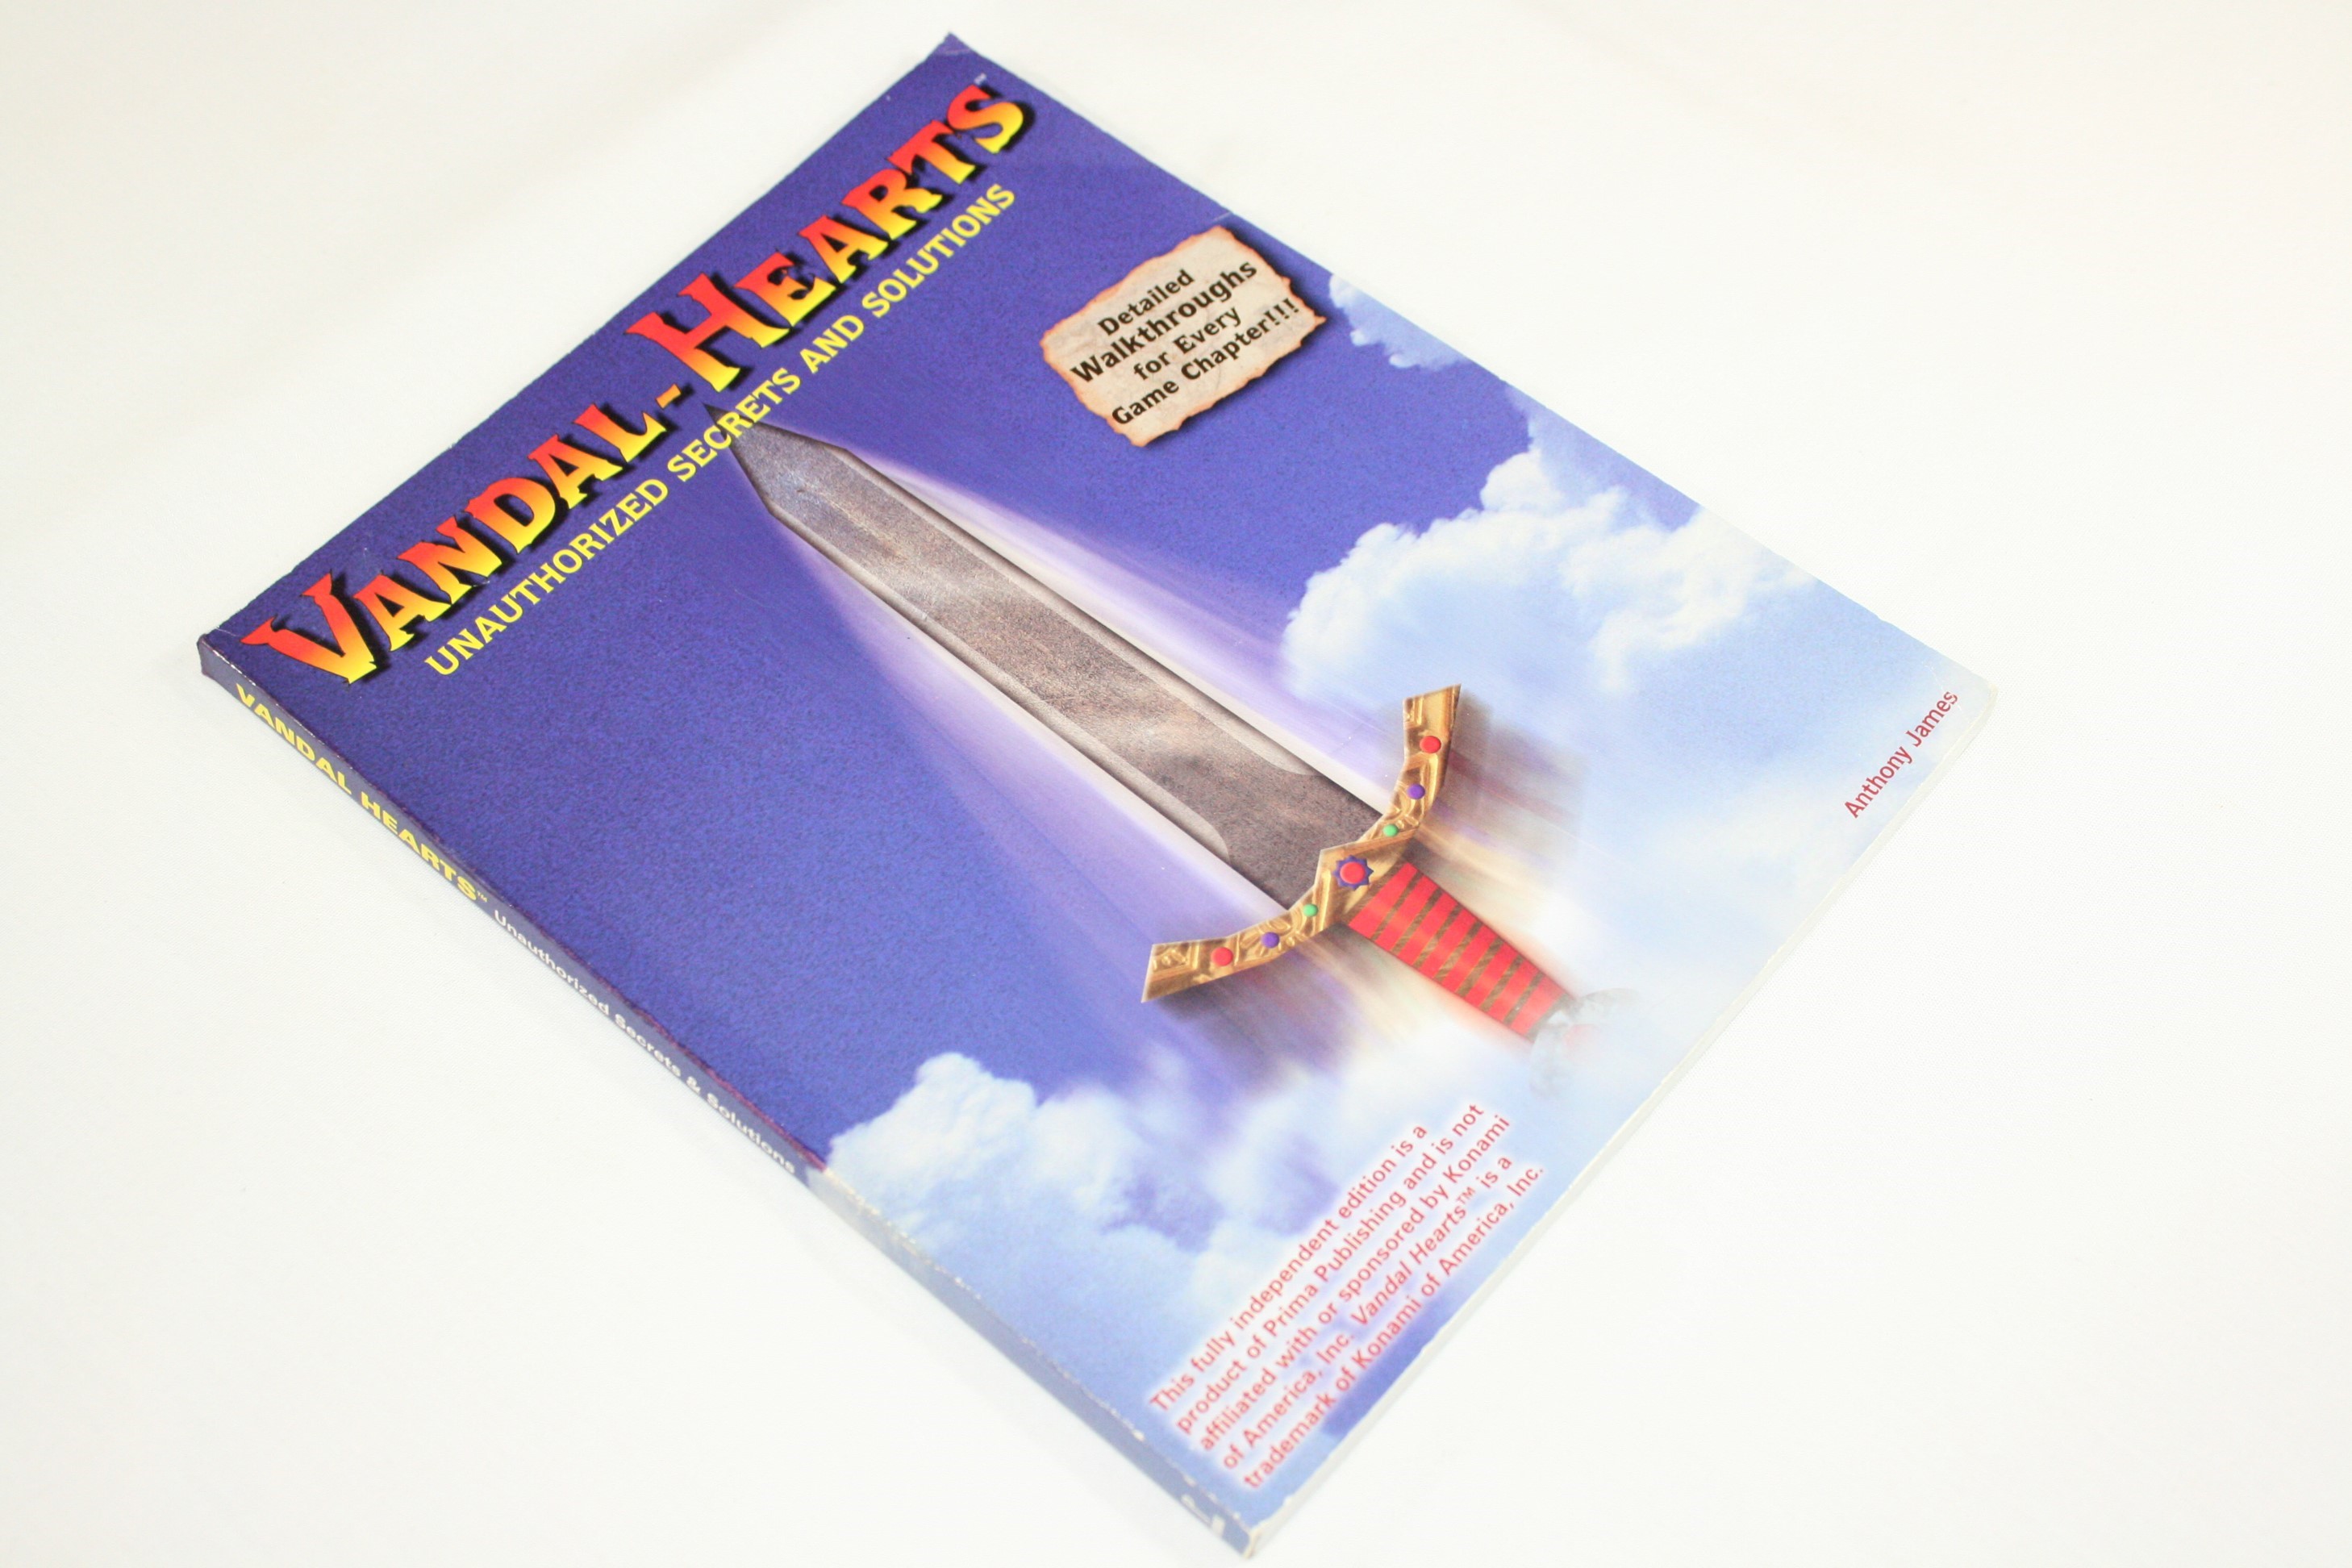 VANDAL-HEARTS™
UNAUTHORIZED SECRETS AND SOLUTIONS
Detailed
Walkthroughs
for Every
Game Chapter!!!
Anthony James
This fully independent edition is a
product of Prima Publishing and is not
affiliated with or sponsored by Konami
of America, Inc. Vandal Hearts™ is a
trademark of Konami of America, Inc.
VANDAL HEARTS™ Unauthorized Secrets & Solutions